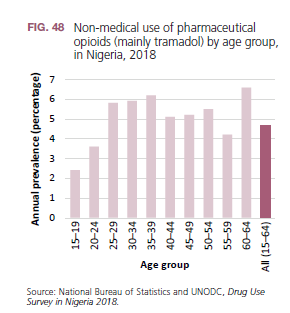 FIG. 48 Non-medical use of pharmaceutical
opioids (mainly tramadol) by age group,
in Nigeria, 2018
Annual prevalence (percentage)
7
6
5
4
3
2
1
0
15–19
20–24
25–29
30–34
35–39
40–44
45–49
50–54
55–59
60–64
All (15–64)
Age group
Source: National Bureau of Statistics and UNODC, Drug Use
Survey in Nigeria 2018.